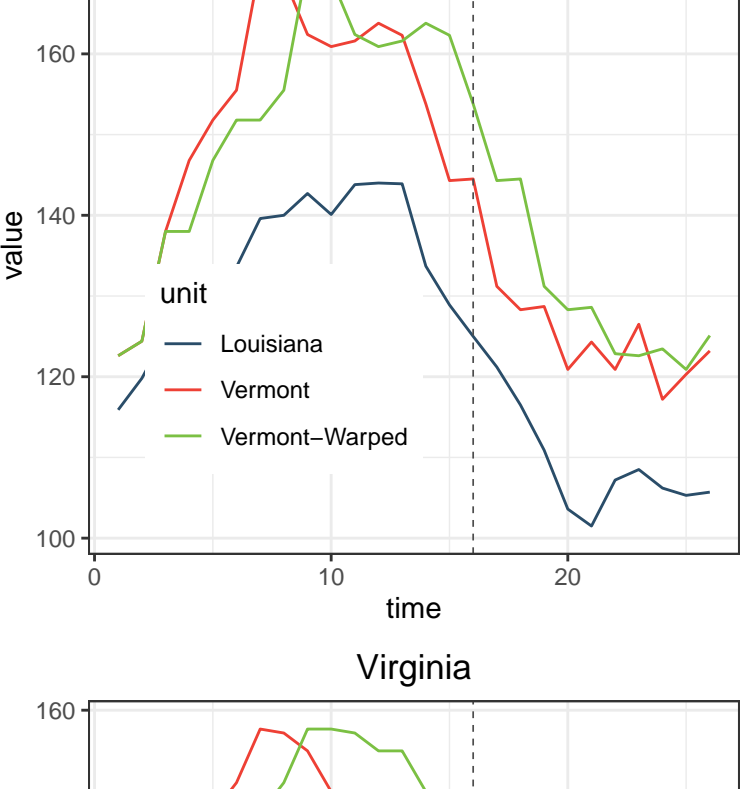 160
140
120
100
value
unit
Louisiana
Vermont
Vermont−Warped
0 10 20
time
Virginia
160